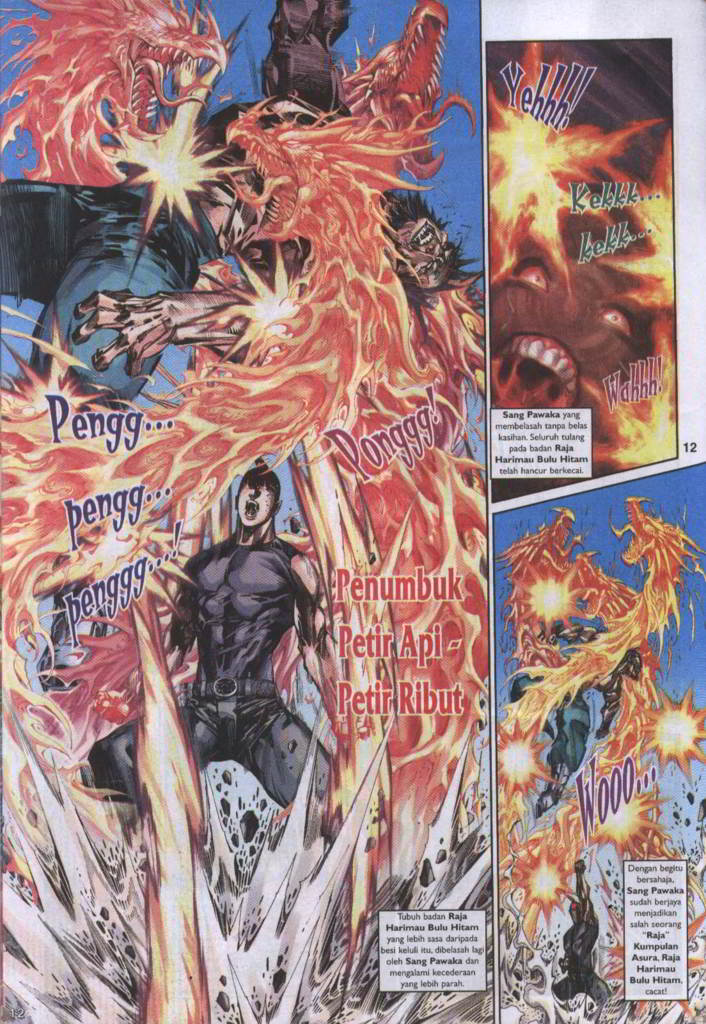 Pengg...
pengg...
pengggg...!
Ponggg!
Penumbuk
Petir Api -
Petir Ribut
Tubuh badan Raja
Harimau Bulu Hitam
yang lebih sasa daripada
besi keluli itu, dibelasah lagi
oleh Sang Pawaka dan
mengalami kecederaan
yang lebih parah.
12
Yehhh!
Kekkk...
kekk...
Wahhh!
Sang Pawaka yang
membelasah tanpa belas
kasihan. Seluruh tulang
pada badan Raja
Harimau Bulu Hitam
telah hancur berkecai.
12
Wooo...
Dengan begitu
bersahaja,
Sang Pawaka
sudah berjaya
menjadikan
salah seorang
"Raja"
Kumpulan
Asura, Raja
Harimau
Bulu Hitam,
cacat!